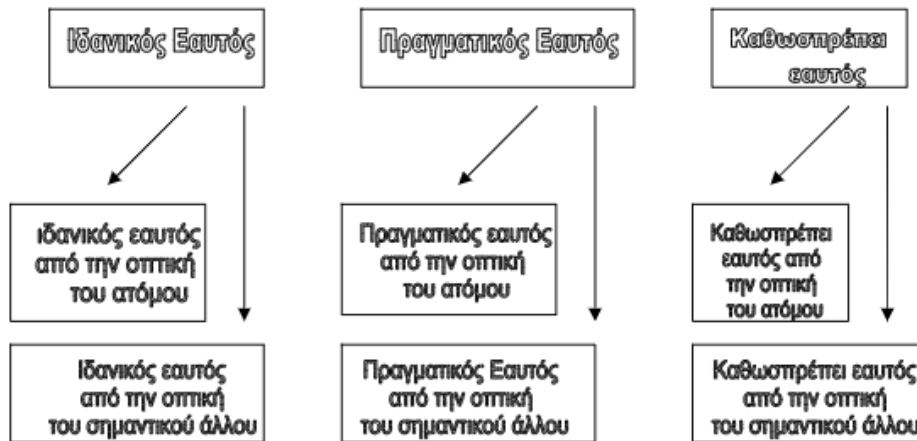 Ιδανικός Εαυτός
Πραγματικός Εαυτός
Καθωσπρέπει
εαυτός
ιδανικός εαυτός
από την οπτική
του ατόμου
Πραγματικός εαυτός
από την οπτική
του ατόμου
Καθωσπρέπει
εαυτός από
την οπτική
του ατόμου
Ιδανικός εαυτός
από την οπτική
του σημαντικού άλλου
Πραγματικός Εαυτός
από την οπτική
του σημαντικού άλλου
Καθωσπρέπει εαυτός
από την οπτική
του σημαντικού άλλου